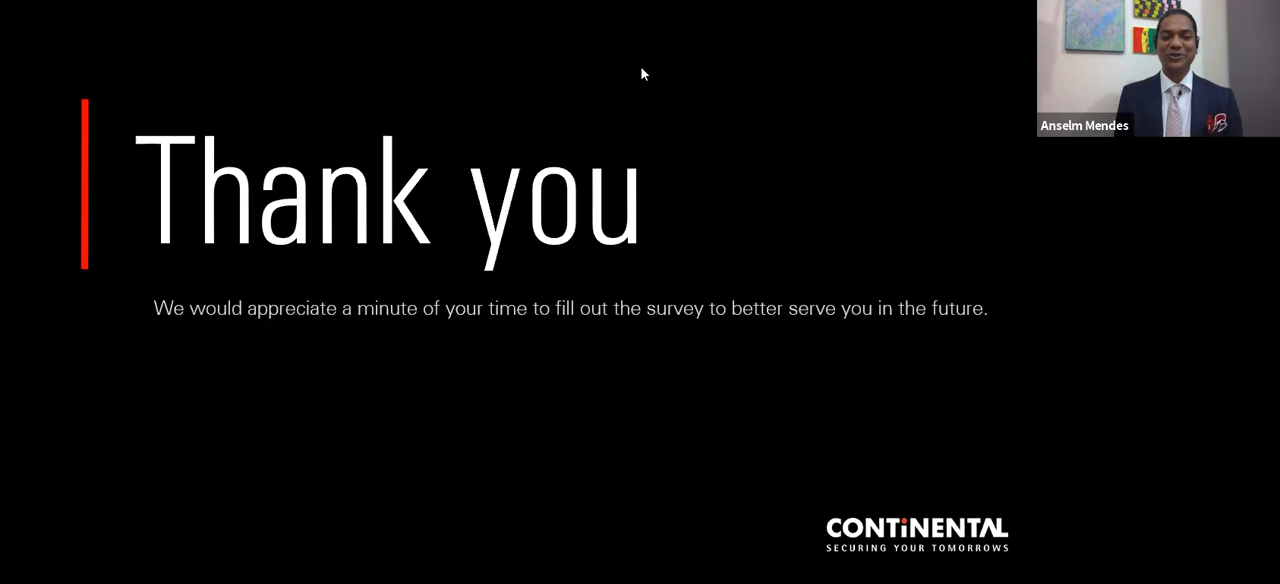 Anselm Mendes
Thank you
We would appreciate a minute of your time to fill out the survey to better serve you in the future.
CONTiNENTAL
SECURING YOUR TOMORROWS